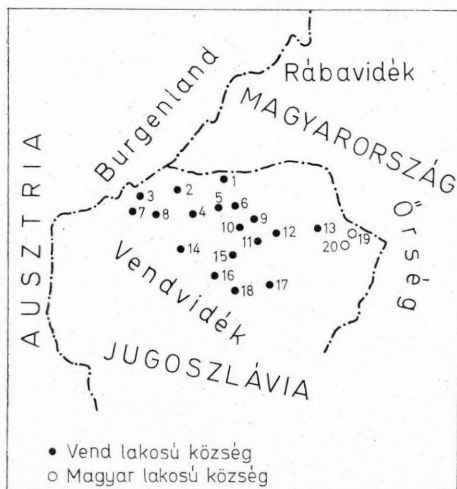 Burgenland
Rábavidék
MAGYARORSZÁG
AUSZTRIA
Őrség
1
2
3
5
6
7
8
4
9
10
12
13
19
11
20
14
15
16
17
18
Vendvidék
JUGOSZLÁVIA
Vend lakosú község
Magyar lakosú község